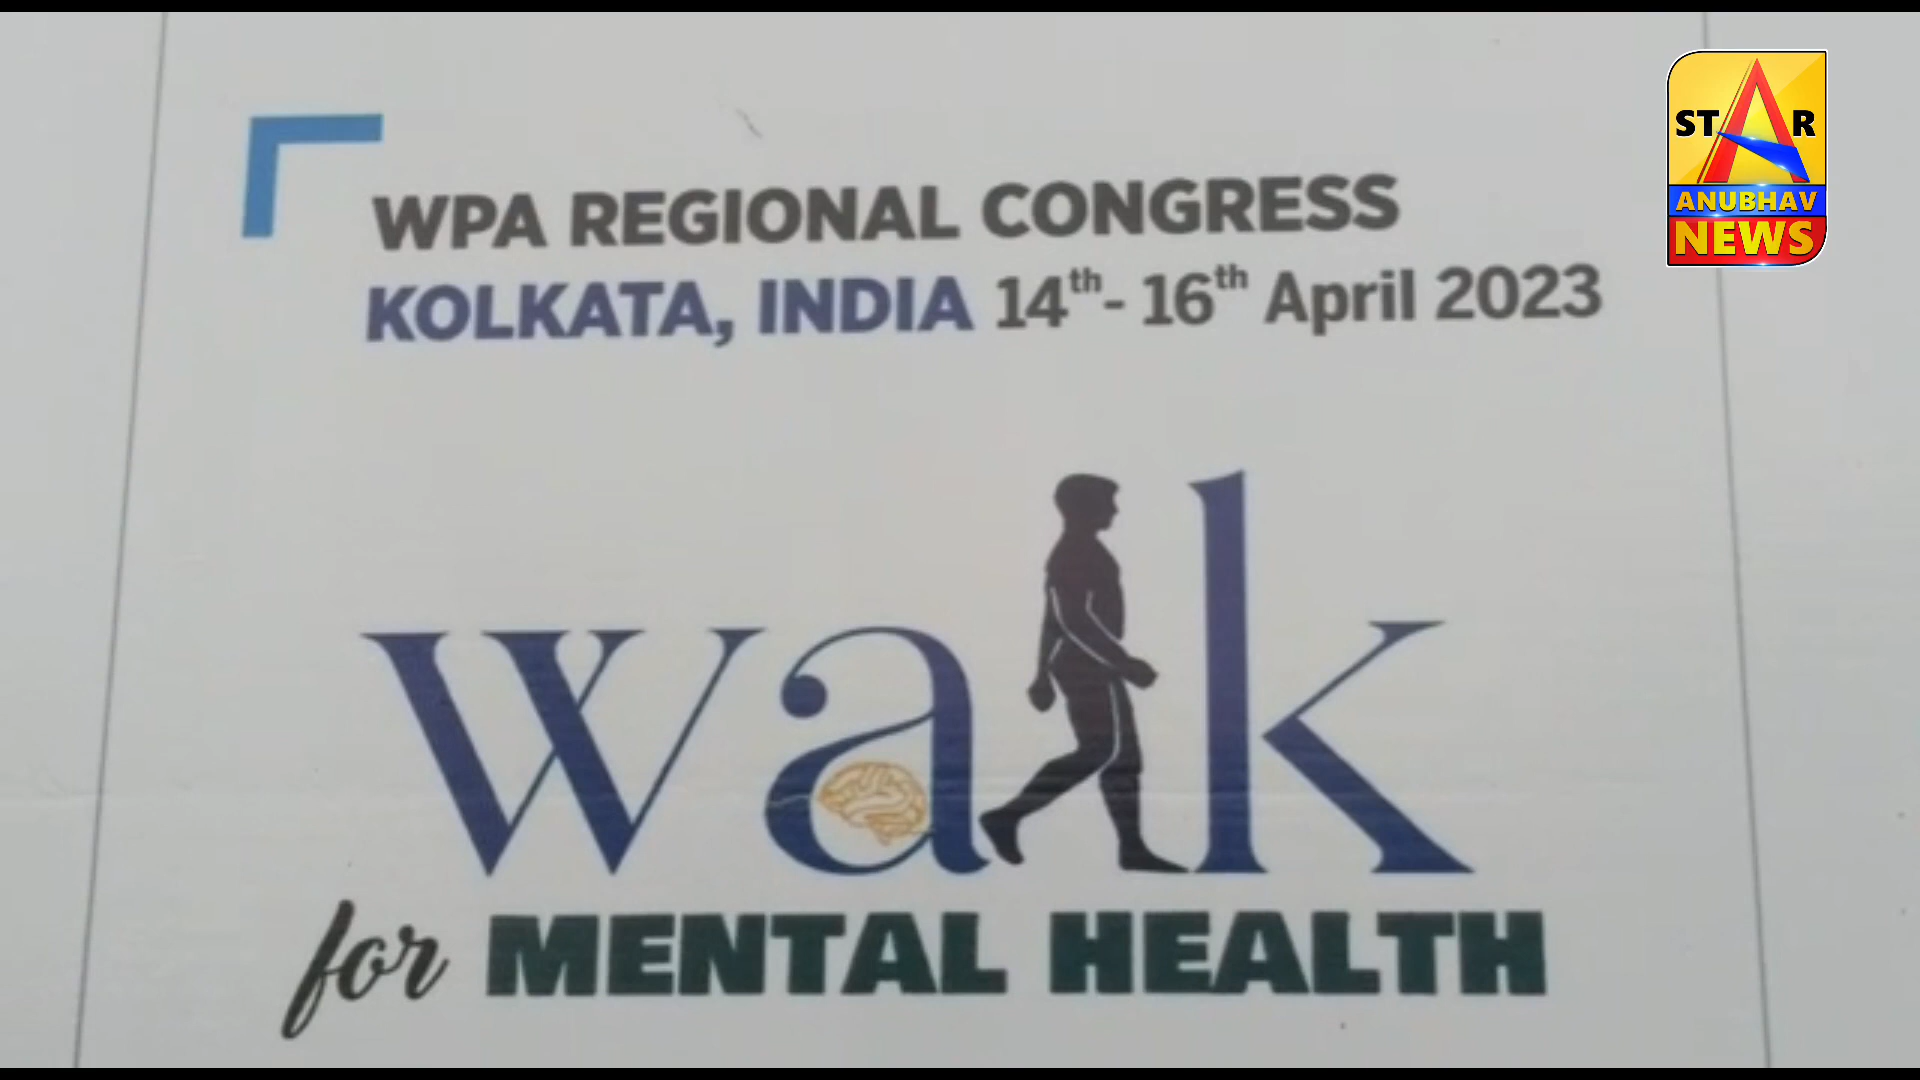 WPA REGIONAL CONGRESS
KOLKATA, INDIA 14th- 16th April 2023
walk
for MENTAL HEALTH
STAR
ANUBHAV
NEWS